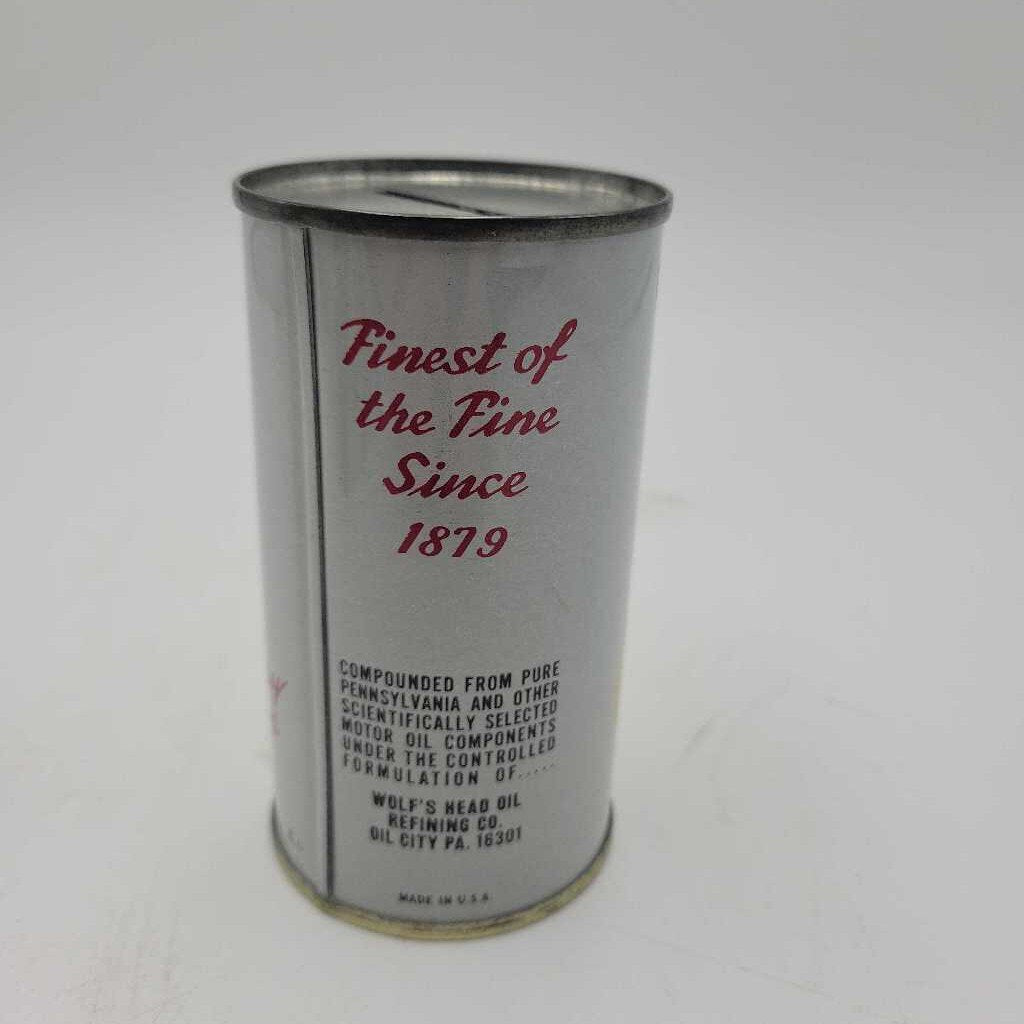 Finest of
the Fine
Since
1879
COMPOUNDED FROM PURE
PENNSYLVANIA AND OTHER
SCIENTIFICALLY SELECTED
MOTOR OIL COMPONENTS
UNDER THE CONTROLLED
FORMULATION OF.....
WOLF'S HEAD OIL
REFINING CO.
OIL CITY PA. 16301
MADE IN U.S.A.